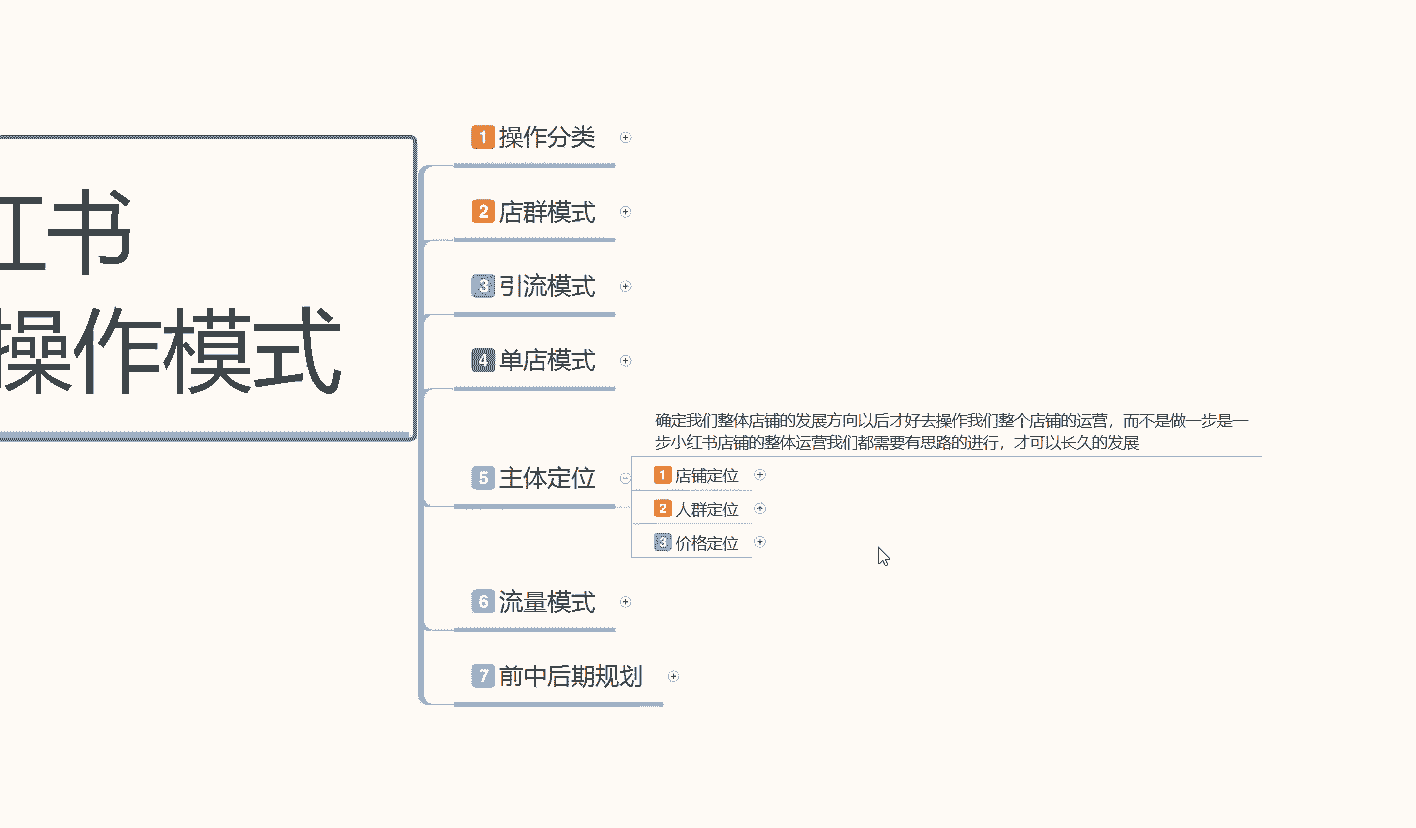 红书
操作模式
1 操作分类
2 店群模式
3 引流模式
4 单店模式
确定我们整体店铺的发展方向以后才好去操作我们整个店铺的运营，而不是做一步是一
步小红书店铺的整体运营我们都需要有思路的进行，才可以长久的发展
5 主体定位
1 店铺定位
2 人群定位
3 价格定位
6 流量模式
7 前中后期规划